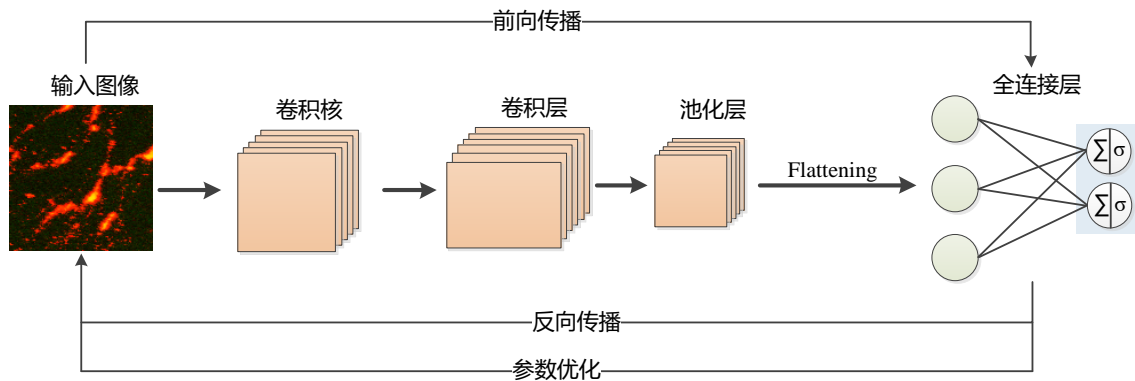 前向传播
输入图像
全连接层
卷积核
卷积层
池化层
Flattening
∑ σ
∑ σ
反向传播
参数优化